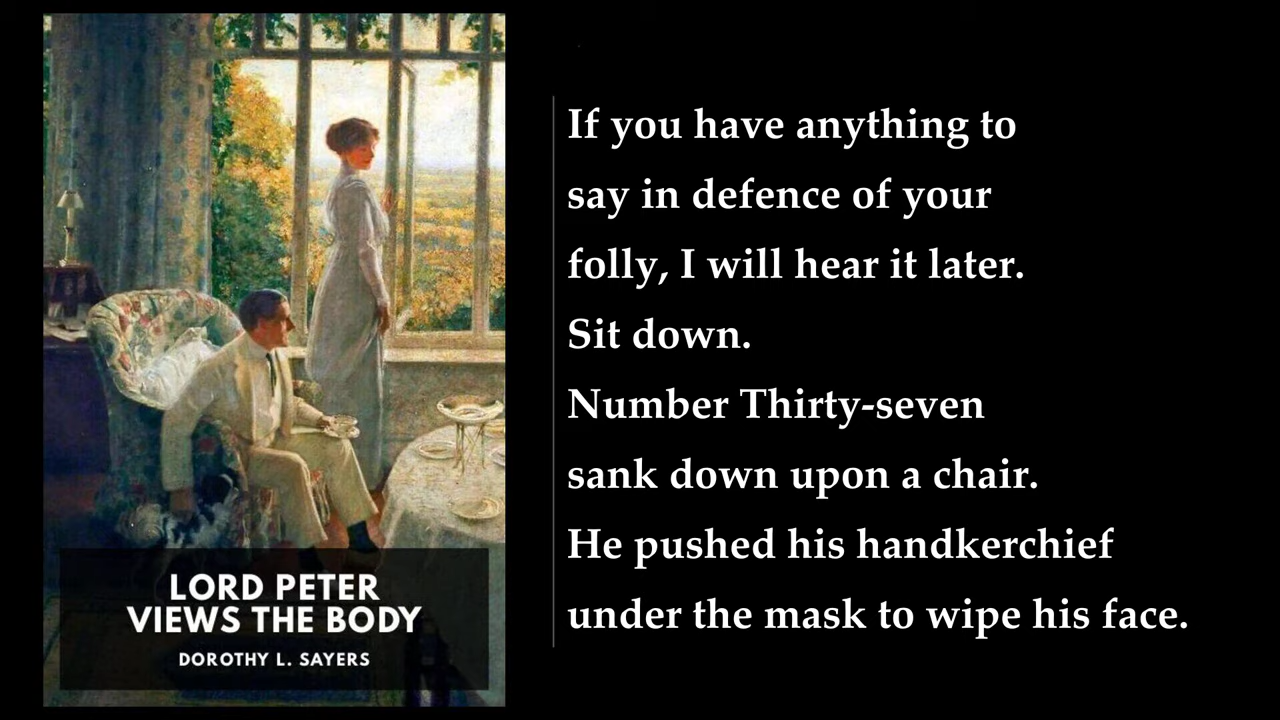 LORD PETER
VIEWS THE BODY
DOROTHY L. SAYERS
If you have anything to
say in defence of your
folly, I will hear it later.
Sit down.
Number Thirty-seven
sank down upon a chair.
He pushed his handkerchief
under the mask to wipe his face.